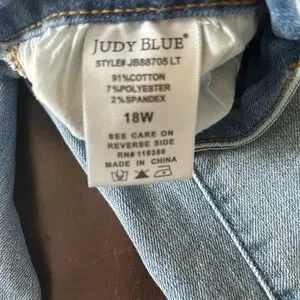 JUDY BLUE®
STYLE# JB88705 LT
91%COTTON
7%POLYESTER
2%SPANDEX
18W
SEE CARE ON
REVERSE SIDE
RN# 116380
MADE IN CHINA